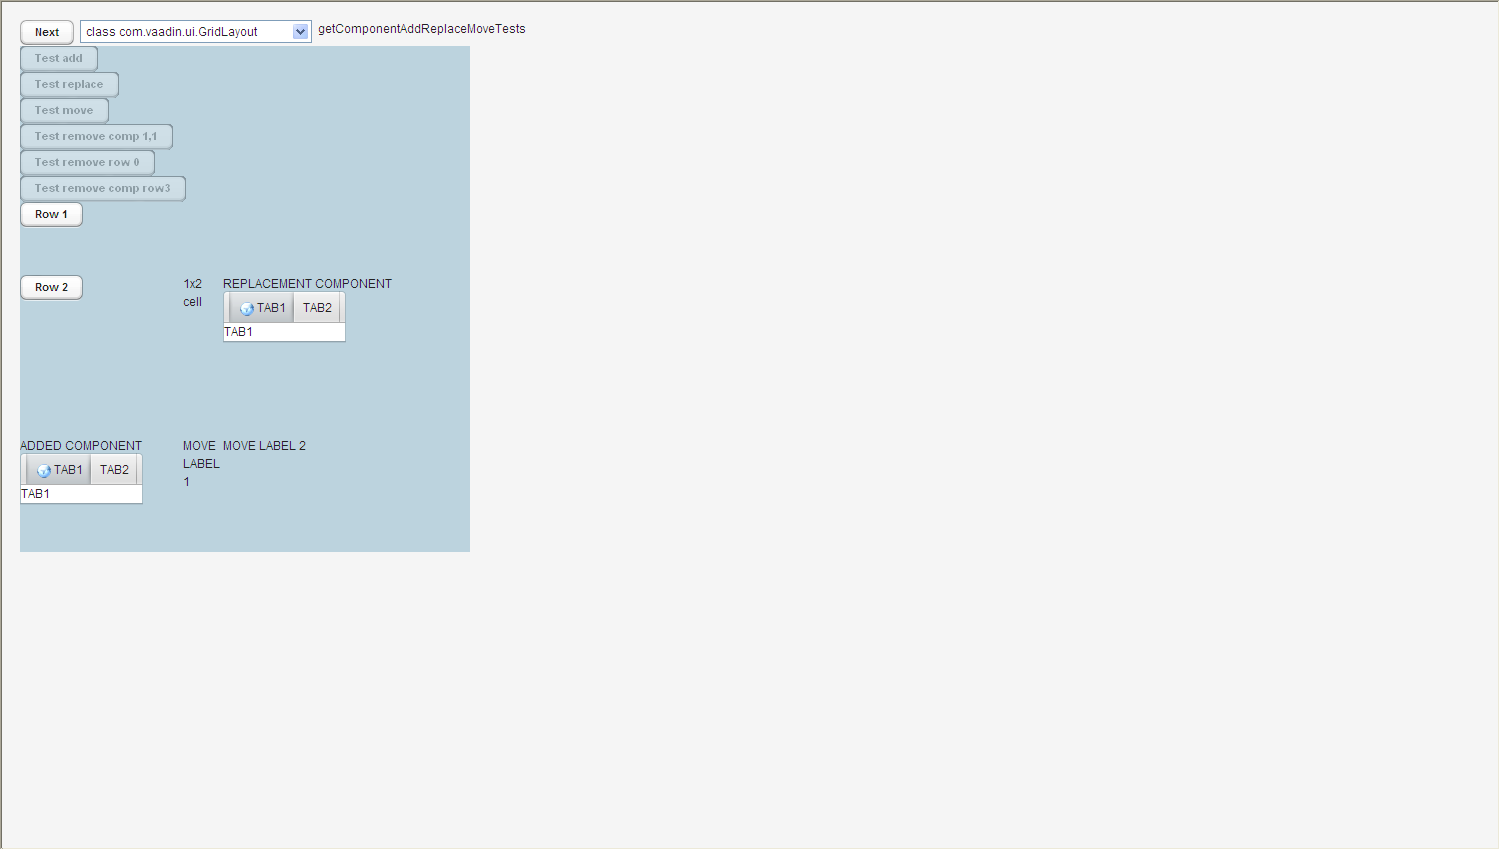 Next class com.vaadin.ui.GridLayout getComponentAddReplaceMoveTests
Test add
Test replace
Test move
Test remove comp 1,1
Test remove row 0
Test remove comp row3
Row 1
Row 2
1x2
cell
REPLACEMENT COMPONENT
TAB1 TAB2
TAB1
ADDED COMPONENT
TAB1 TAB2
TAB1
MOVE
LABEL
1
MOVE LABEL 2